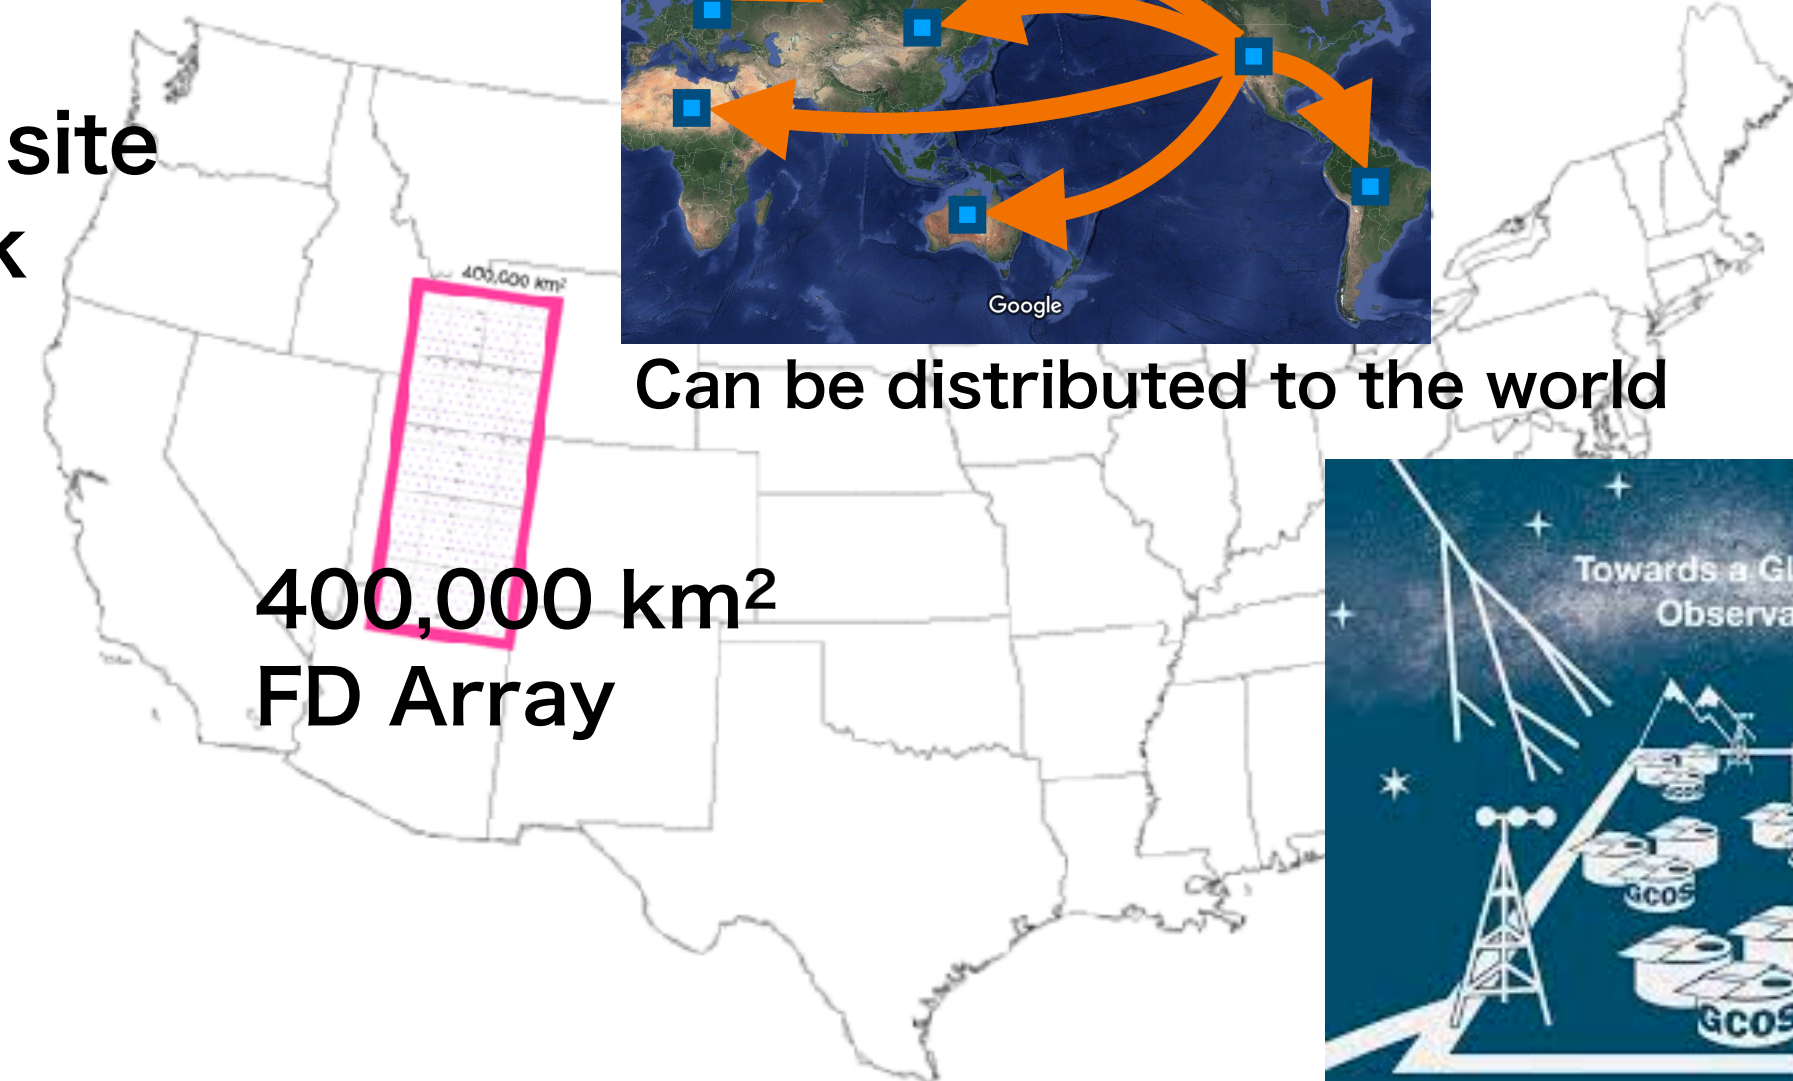 site
k
400,000 km²
Google
Can be distributed to the world
400,000 km²
FD Array
Towards a Gl
Observa
GCOS
GCOS